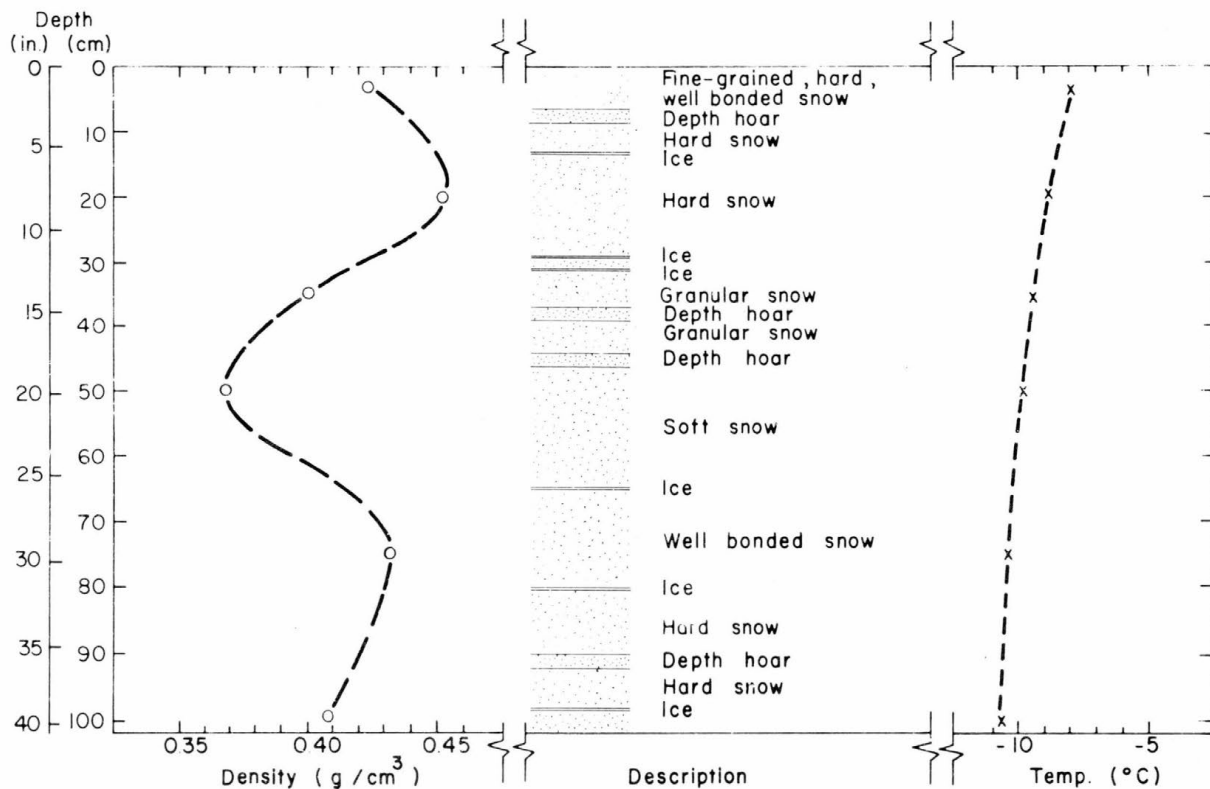 Depth
(in.) (cm)
0 0
10
5
20
10
30
15
40
20 50
60
25
70
30
80
35
90
40 100
0.35 0.40 0.45
Density (g/cm³)
Fine-grained, hard,
well bonded snow
Depth hoar
Hard snow
Ice
Hard snow
Ice
Ice
Granular snow
Depth hoar
Granular snow
Depth hoar
Soft snow
Ice
Well bonded snow
Ice
Hard snow
Depth hoar
Hard snow
Ice
Description
-10 -5
Temp. (°C)